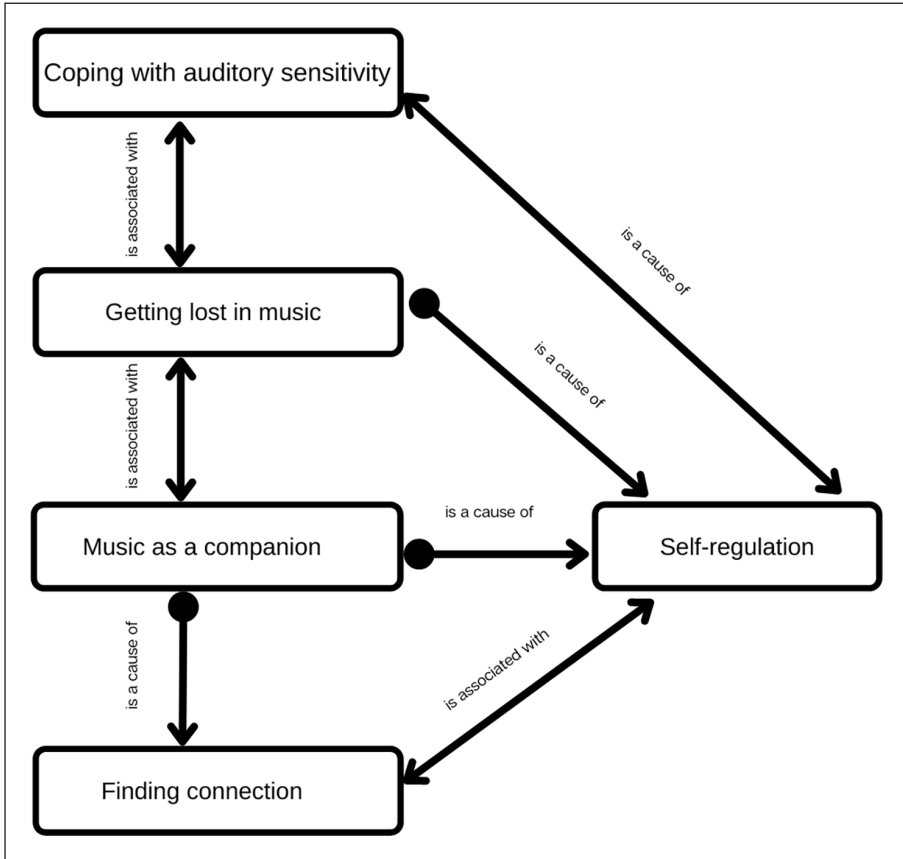 Coping with auditory sensitivity
is associated with
is a cause of
Getting lost in music
is a cause of
is associated with
is a cause of
Music as a companion
Self-regulation
is a cause of
is associated with
Finding connection